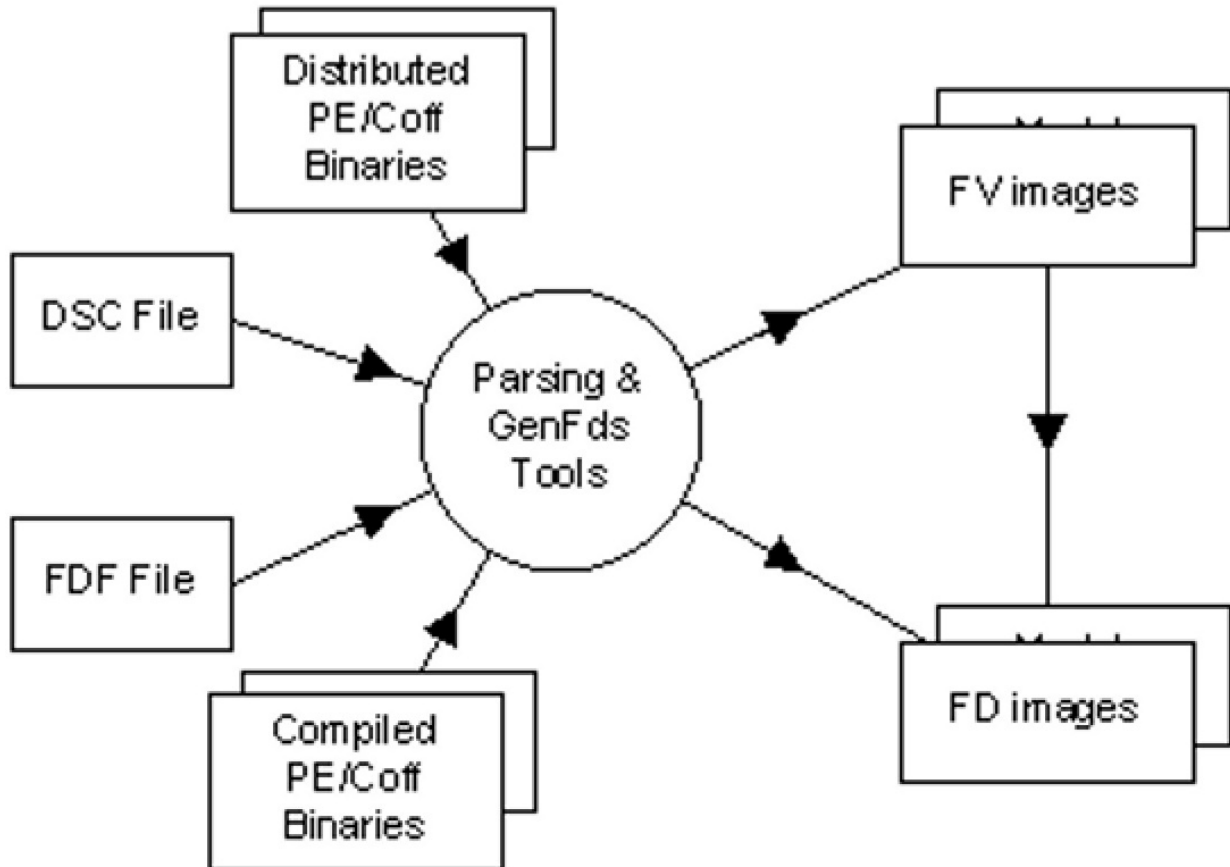 Distributed
PE/Coff
Binaries
FV images
DSC File
Parsing &
GenFds
Tools
FDF File
FD images
Compiled
PE/Coff
Binaries